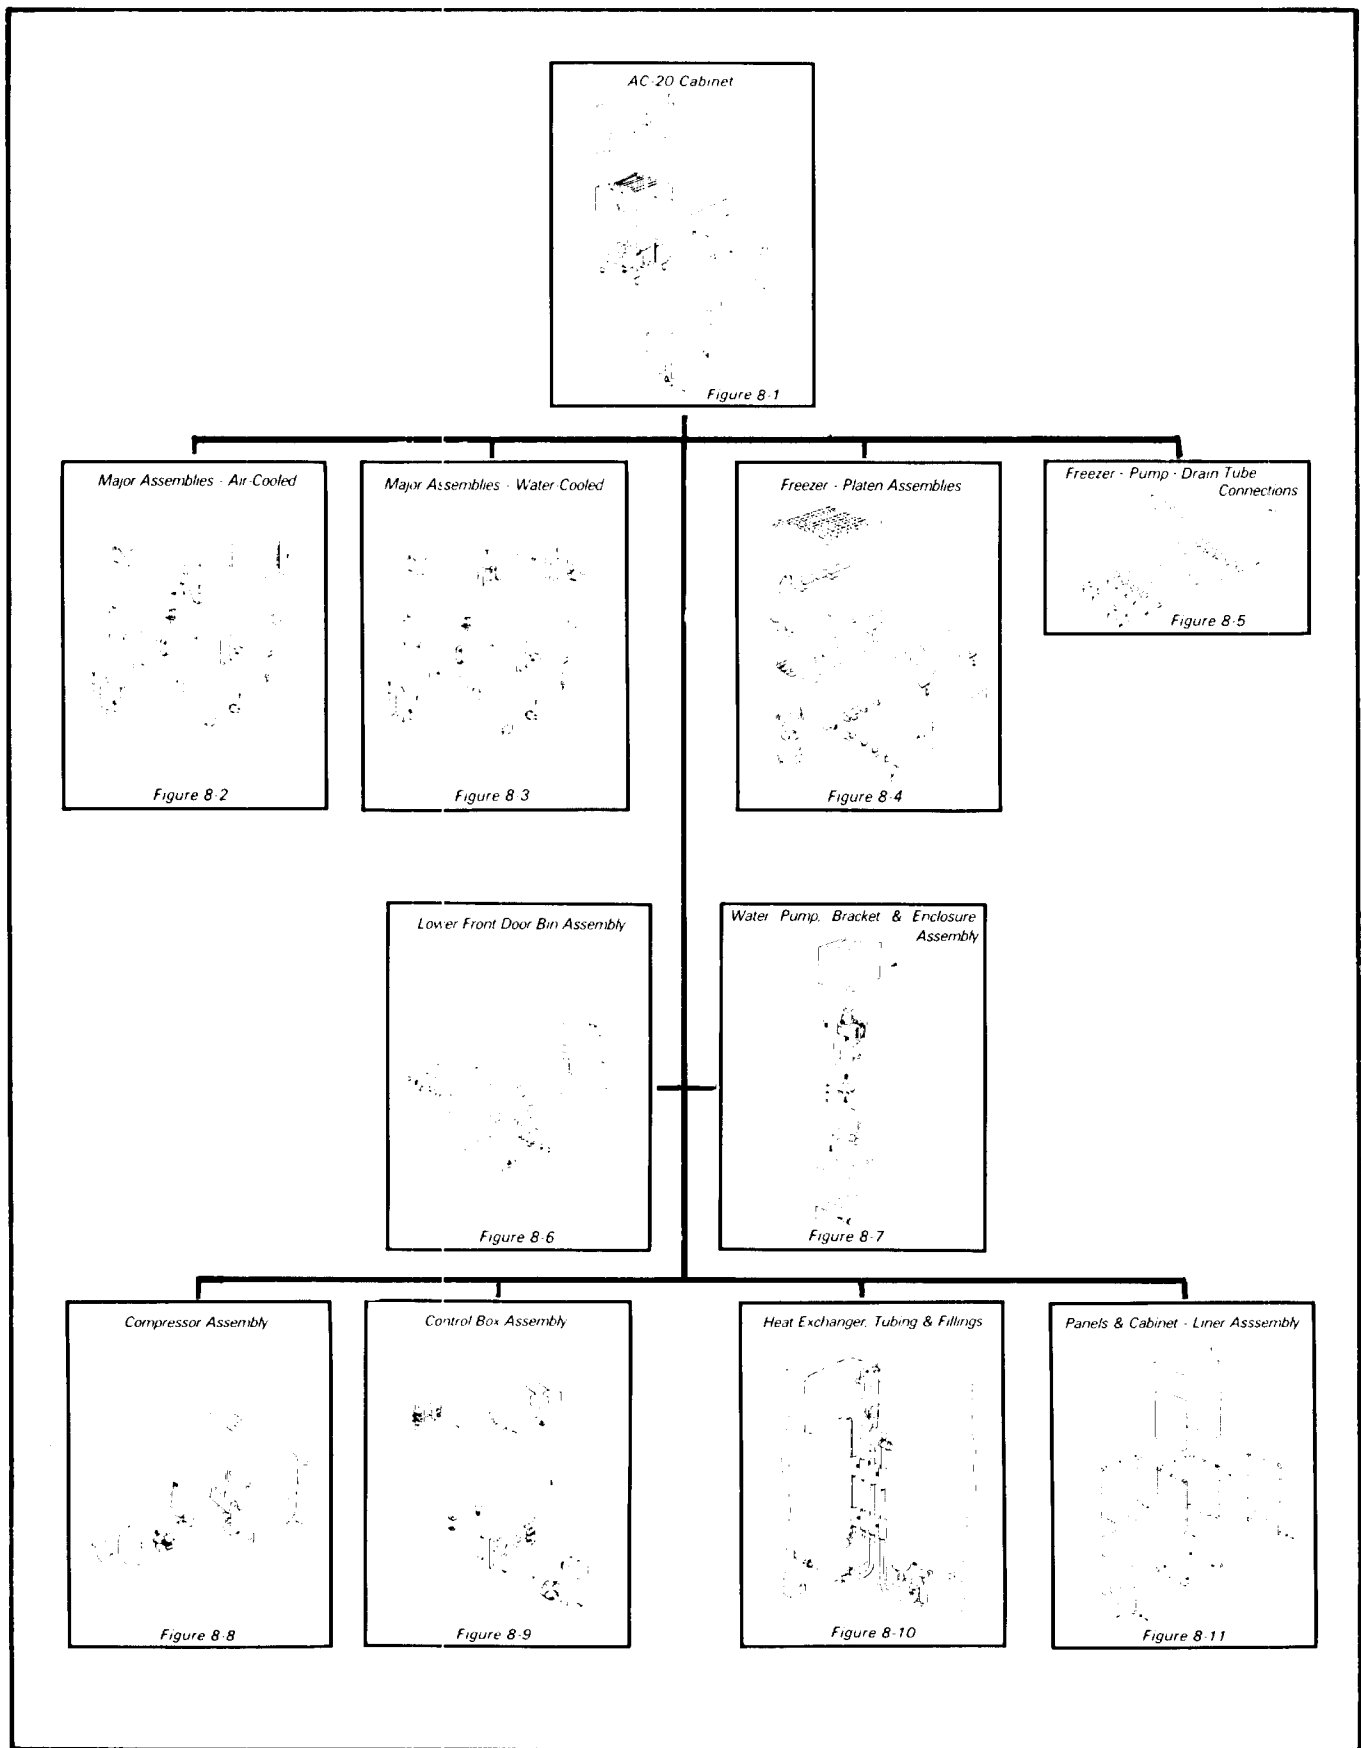 AC-20 Cabinet
Figure 8-1
Major Assemblies - Air-Cooled
Figure 8-2
Major Assemblies - Water-Cooled
Figure 8-3
Freezer - Platen Assemblies
Figure 8-4
Freezer - Pump - Drain Tube
Connections
Figure 8-5
Lower Front Door Bin Assembly
Figure 8-6
Water Pump, Bracket & Enclosure
Assembly
Figure 8-7
Compressor Assembly
Figure 8-8
Control Box Assembly
Figure 8-9
Heat Exchanger, Tubing & Fillings
Figure 8-10
Panels & Cabinet - Liner Asssembly
Figure 8-11